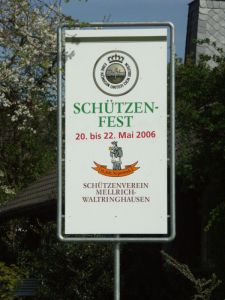 SCHÜTZEN-
FEST
20. bis 22. Mai 2006
SCHÜTZENVEREIN
MELLRICH-
WALTRINGHAUSEN